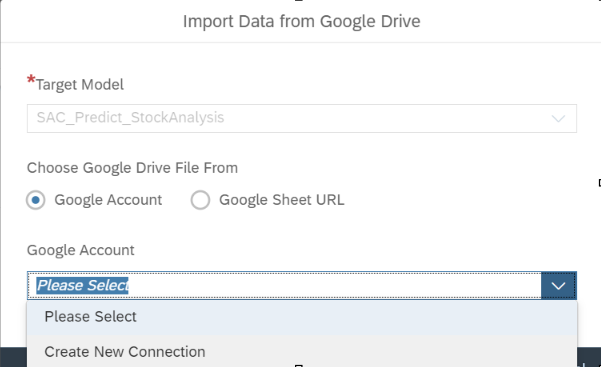 Import Data from Google Drive
*Target Model
SAC_Predict_StockAnalysis
Choose Google Drive File From
Google Account
Google Sheet URL
Google Account
Please Select
Please Select
Create New Connection